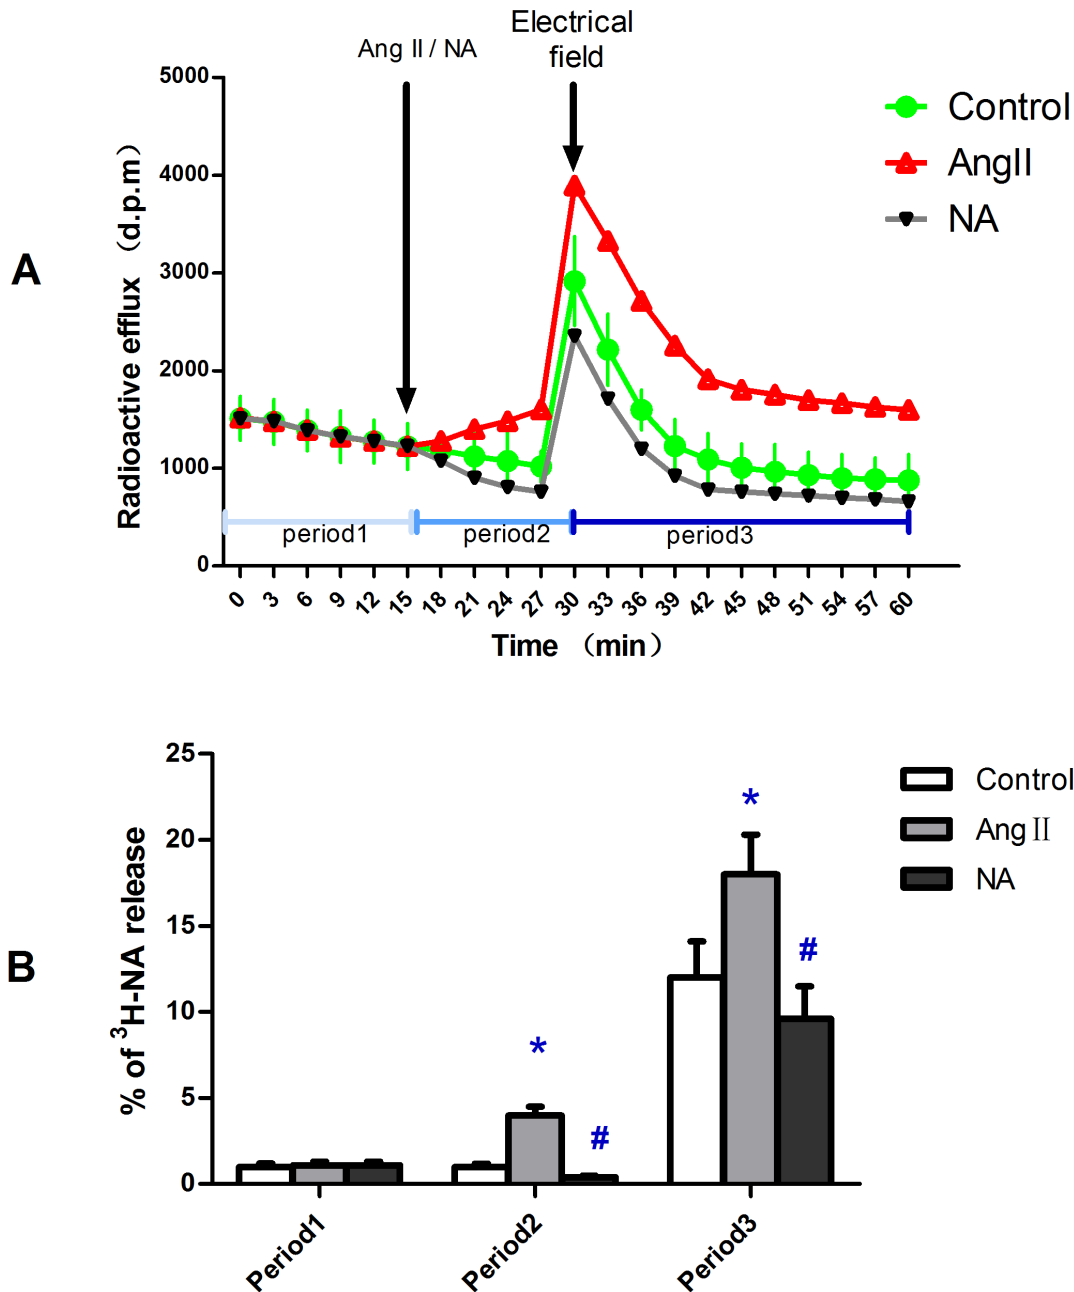 Ang II / NA
Electrical
field
Control
AngII
NA
A
Radioactive efflux （d.p.m）
5000
4000
3000
2000
1000
0
period1
period2
period3
0 3 6 9 12 15 18 21 24 27 30 33 36 39 42 45 48 51 54 57 60
Time （min）
B
% of ³H-NA release
25
20
15
10
5
0
*
#
*
#
Control
Ang Ⅱ
NA
Period1
Period2
Period3